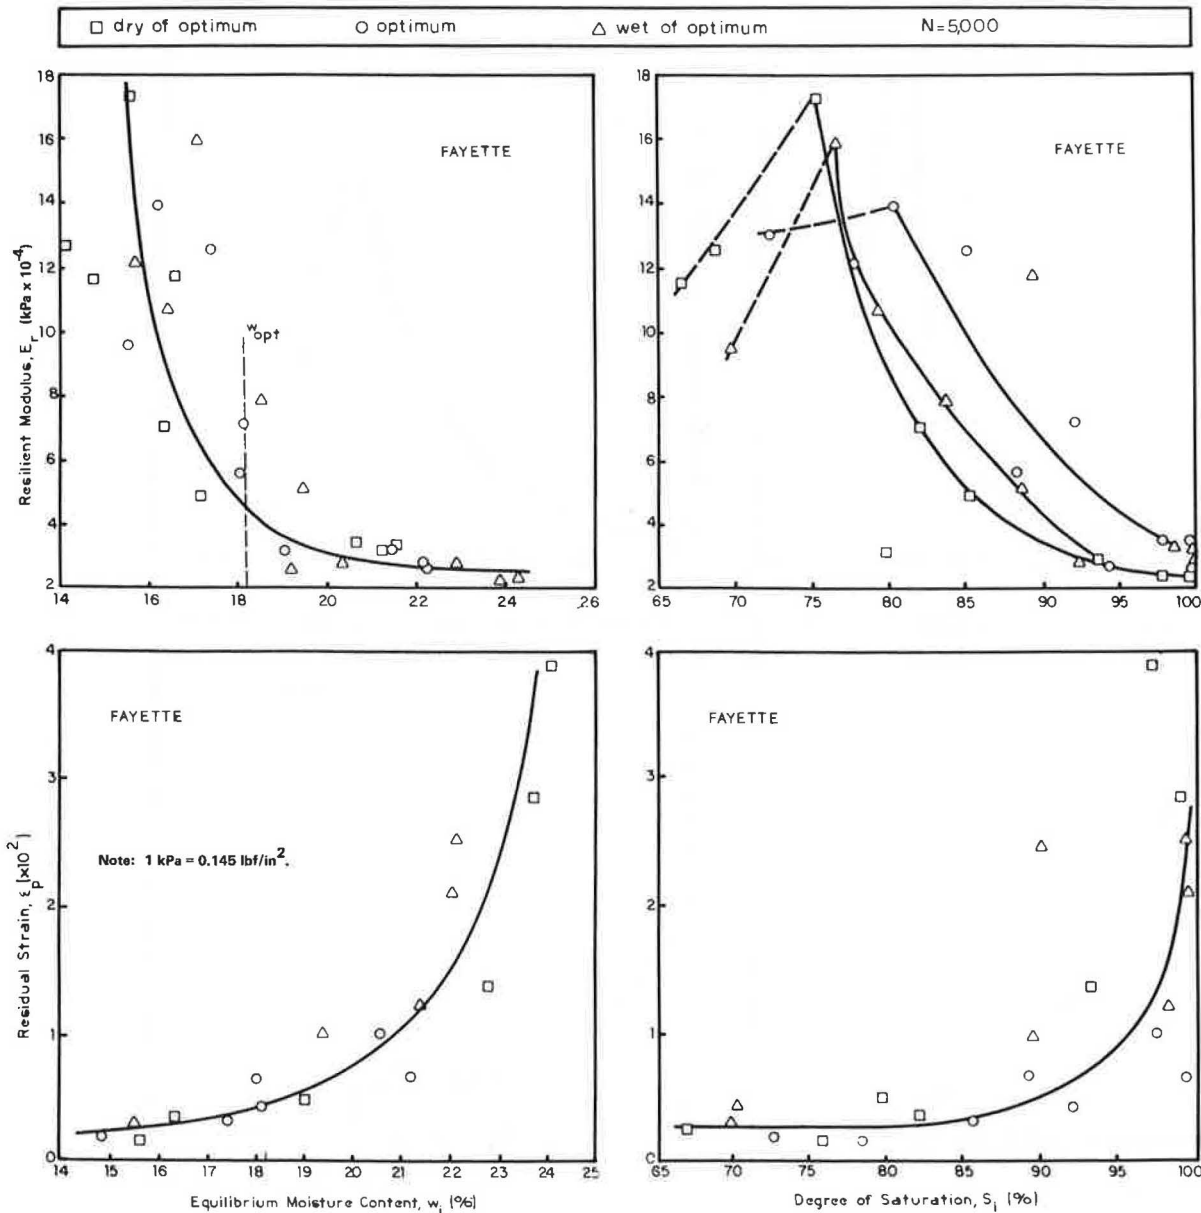 dry of optimum optimum wet of optimum N=5,000
18
16
14
12
10
8
6
4
2
14 16 18 20 22 24 26
Resilient Modulus, E_r (kPa x 10^-4)
FAYETTE
w_opt
18
16
14
12
10
8
6
4
2
65 70 75 80 85 90 95 100
FAYETTE
4
3
2
1
0
14 15 16 17 18 19 20 21 22 23 24 25
Residual Strain, ε_p (x10^2)
FAYETTE
Note: 1 kPa = 0.145 lbf/in^2.
Equilibrium Moisture Content, w_i (%)
4
3
2
1
0
65 70 75 80 85 90 95 100
FAYETTE
Degree of Saturation, S_i (%)